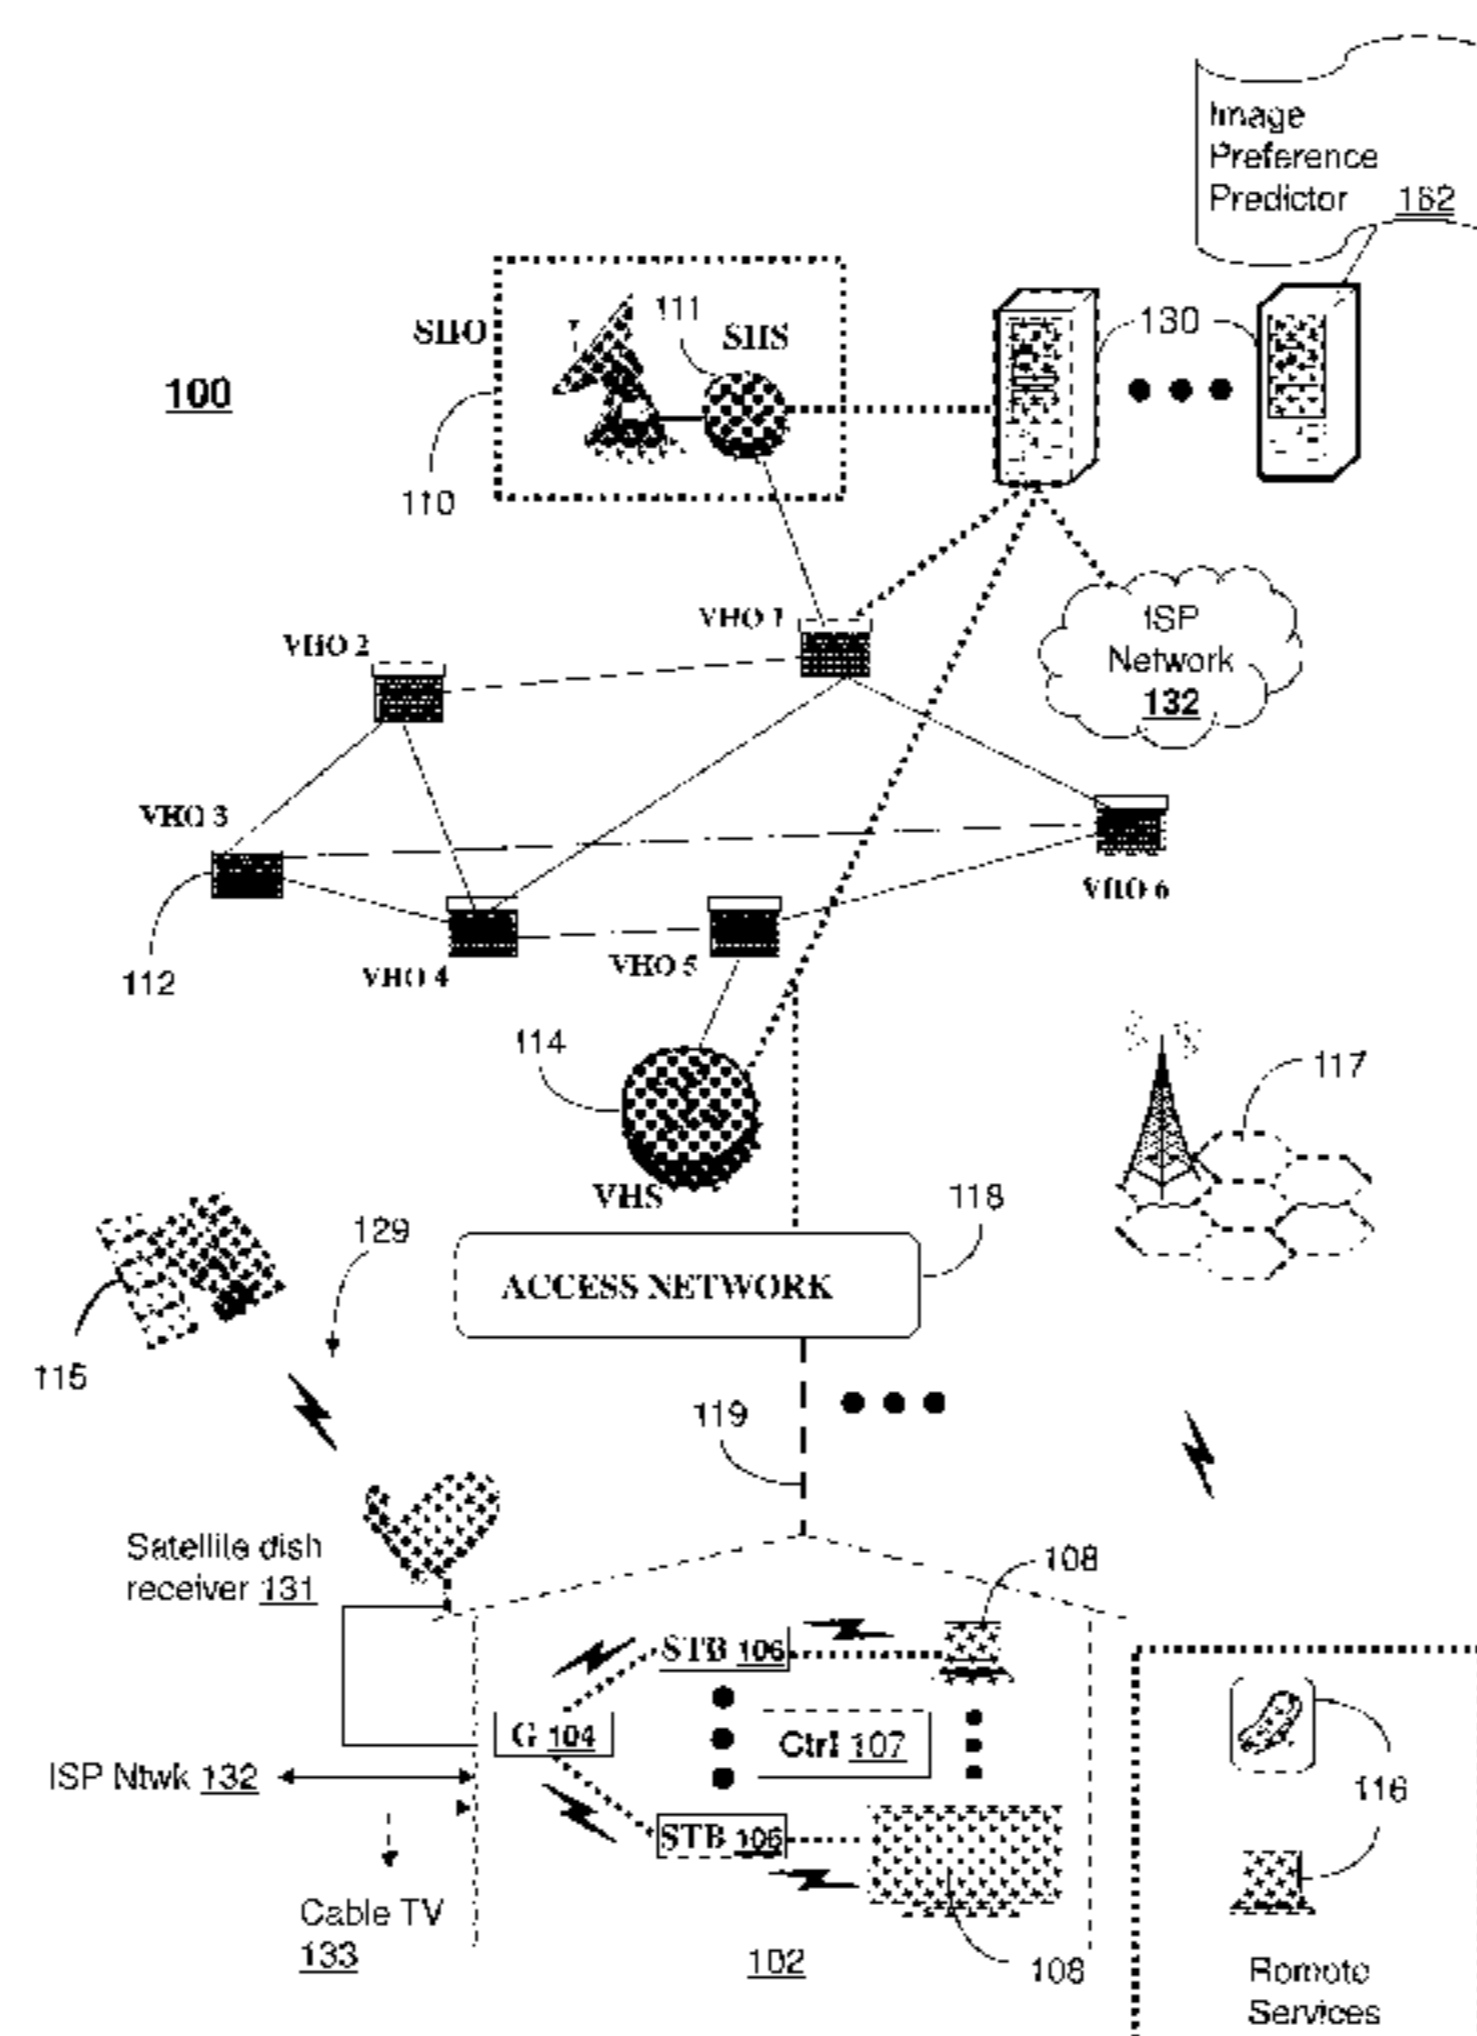 Image
Preference
Predictor 162
111
SHO
SHS
130
100
110
VHO 1
ISP
Network
132
VHO 2
VHO 3
VHO 6
112
VHO 4
VHO 5
114
117
VHS
118
129
ACCESS NETWORK
115
119
Satellite dish
receiver 131
108
STB 106
G 104
Ctrl 107
ISP Ntwk 132
116
STB 106
Cable TV
133
102
108
Remote
Services